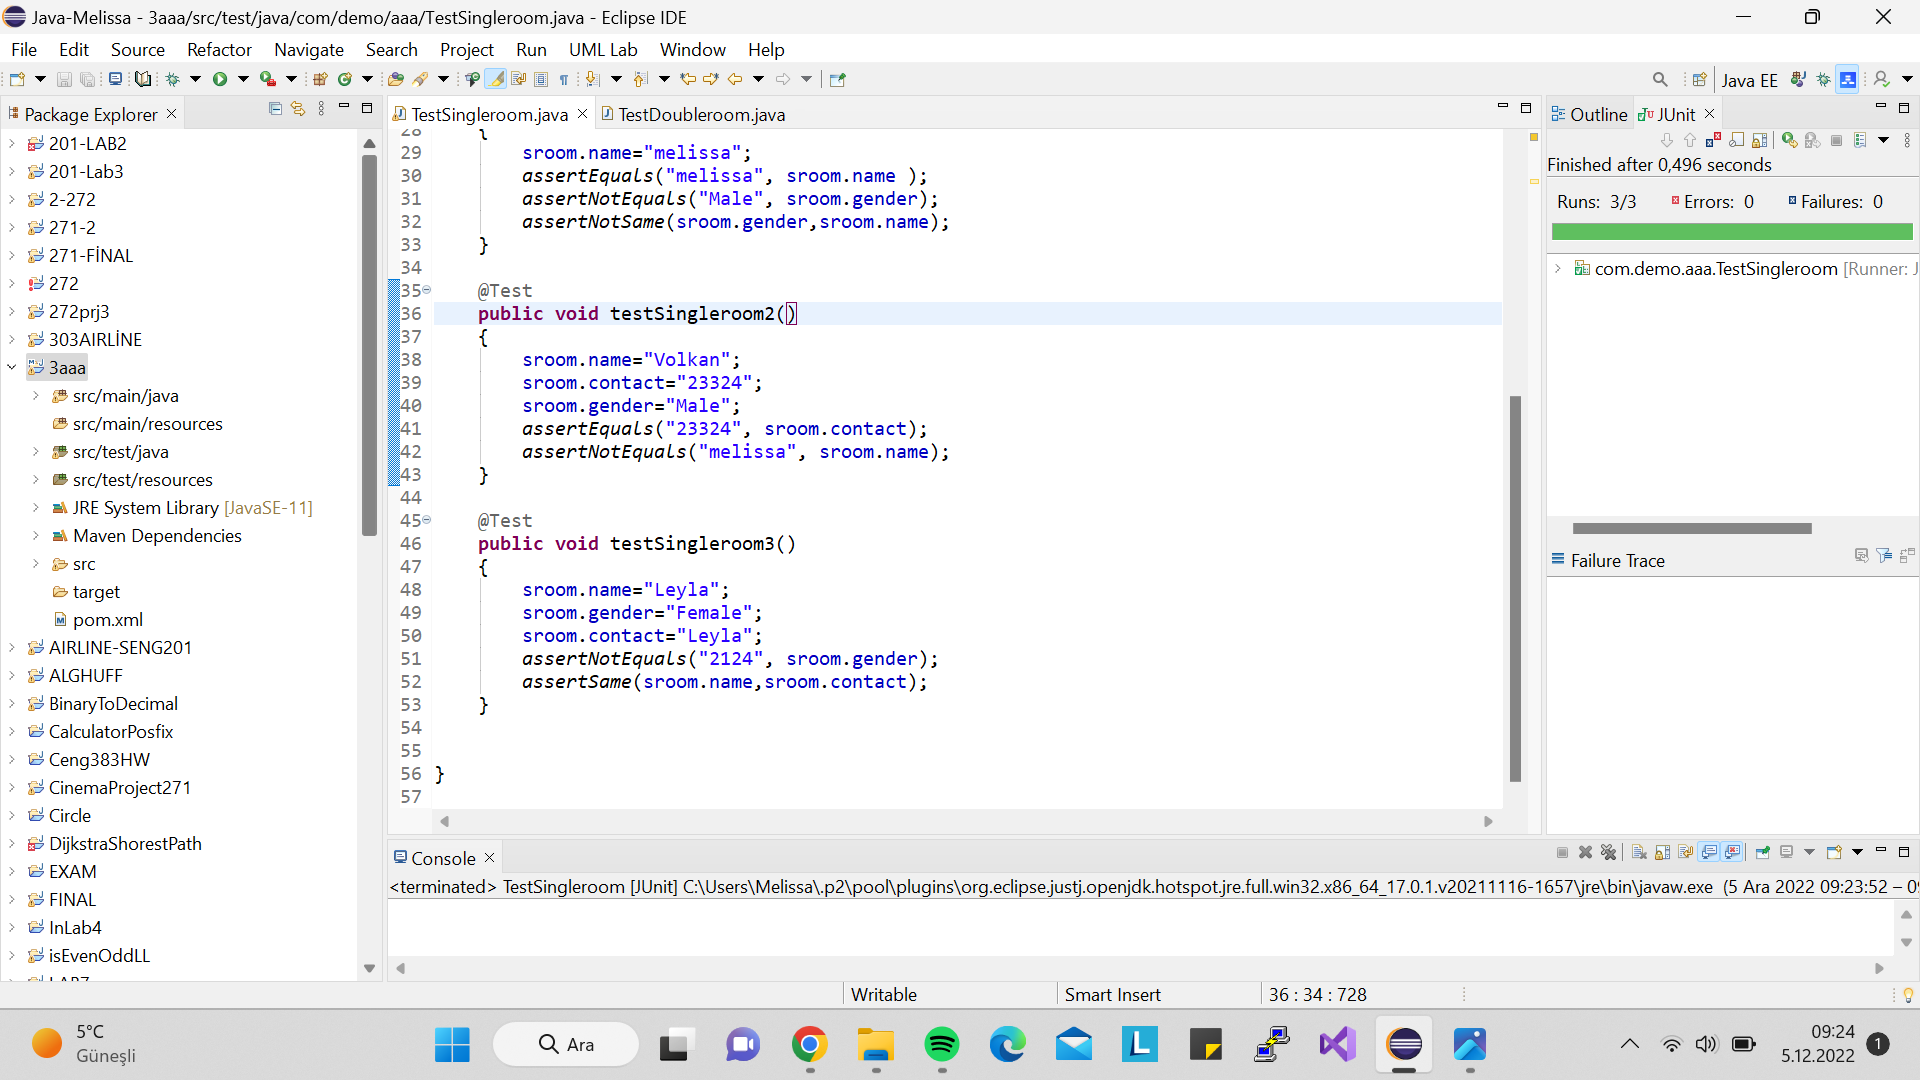 Java-Melissa - 3aaa/src/test/java/com/demo/aaa/TestSingleroom.java - Eclipse IDE
File Edit Source Refactor Navigate Search Project Run UML Lab Window Help
Java EE
Package Explorer
201-LAB2
201-Lab3
2-272
271-2
271-FİNAL
272
272prj3
303AIRLİNE
3aaa
src/main/java
src/main/resources
src/test/java
src/test/resources
JRE System Library [JavaSE-11]
Maven Dependencies
src
target
pom.xml
AIRLINE-SENG201
ALGHUFF
BinaryToDecimal
CalculatorPosfix
Ceng383HW
CinemaProject271
Circle
DijkstraShorestPath
EXAM
FINAL
InLab4
isEvenOddLL
TestSingleroom.java TestDoubleroom.java
28 {
29 sroom.name="melissa";
30 assertEquals("melissa", sroom.name );
31 assertNotEquals("Male", sroom.gender);
32 assertNotSame(sroom.gender,sroom.name);
33 }
34
35 @Test
36 public void testSingleroom2()
37 {
38 sroom.name="Volkan";
39 sroom.contact="23324";
40 sroom.gender="Male";
41 assertEquals("23324", sroom.contact);
42 assertNotEquals("melissa", sroom.name);
43 }
44
45 @Test
46 public void testSingleroom3()
47 {
48 sroom.name="Leyla";
49 sroom.gender="Female";
50 sroom.contact="Leyla";
51 assertNotEquals("2124", sroom.gender);
52 assertSame(sroom.name,sroom.contact);
53 }
54
55
56 }
57
Outline JUnit
Finished after 0,496 seconds
Runs: 3/3 Errors: 0 Failures: 0
com.demo.aaa.TestSingleroom [Runner: J
Failure Trace
Console
<terminated> TestSingleroom [JUnit] C:\Users\Melissa\.p2\pool\plugins\org.eclipse.justj.openjdk.hotspot.jre.full.win32.x86_64_17.0.1.v20211116-1657\jre\bin\javaw.exe (5 Ara 2022 09:23:52 – 0
Writable Smart Insert 36 : 34 : 728
5°C
Güneşli
Ara
09:24
5.12.2022
1